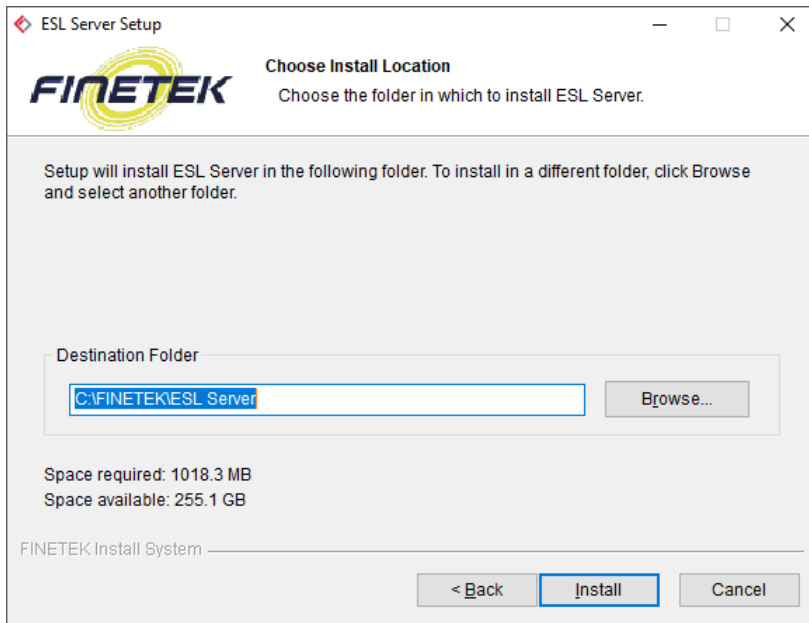 ESL Server Setup
FINETEK
Choose Install Location
Choose the folder in which to install ESL Server.
Setup will install ESL Server in the following folder. To install in a different folder, click Browse
and select another folder.
Destination Folder
C:\FINETEK\ESL Server
Browse...
Space required: 1018.3 MB
Space available: 255.1 GB
FINETEK Install System
< Back
Install
Cancel